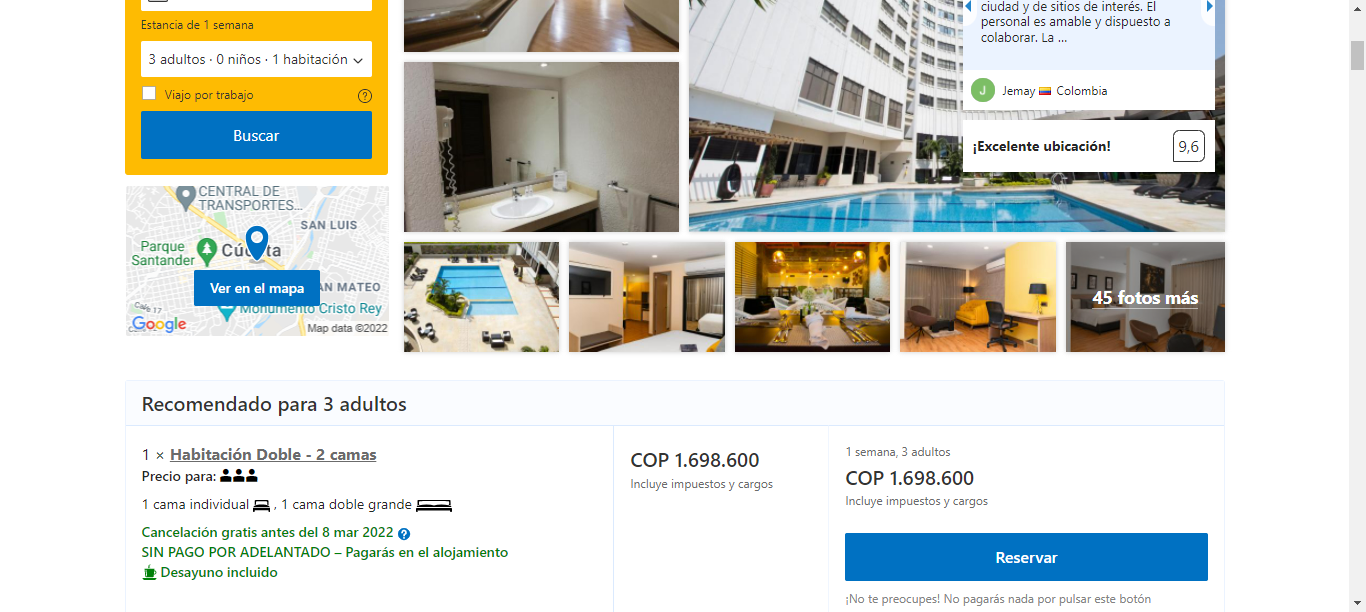 Estancia de 1 semana
3 adultos · 0 niños · 1 habitación
Viajo por trabajo
?
Buscar
CENTRAL DE
TRANSPORTES...
SAN LUIS
Parque
Santander
Cúcuta
Ver en el mapa
SAN MATEO
Monumento Cristo Rey
Calle 17
Google
Map data ©2022
ciudad y de sitios de interés. El
personal es amable y dispuesto a
colaborar. La ...
J
Jemay Colombia
¡Excelente ubicación!
9,6
45 fotos más
Recomendado para 3 adultos
1 × Habitación Doble - 2 camas
Precio para:
1 cama individual , 1 cama doble grande
Cancelación gratis antes del 8 mar 2022 ?
SIN PAGO POR ADELANTADO – Pagarás en el alojamiento
Desayuno incluido
COP 1.698.600
Incluye impuestos y cargos
1 semana, 3 adultos
COP 1.698.600
Incluye impuestos y cargos
Reservar
¡No te preocupes! No pagarás nada por pulsar este botón